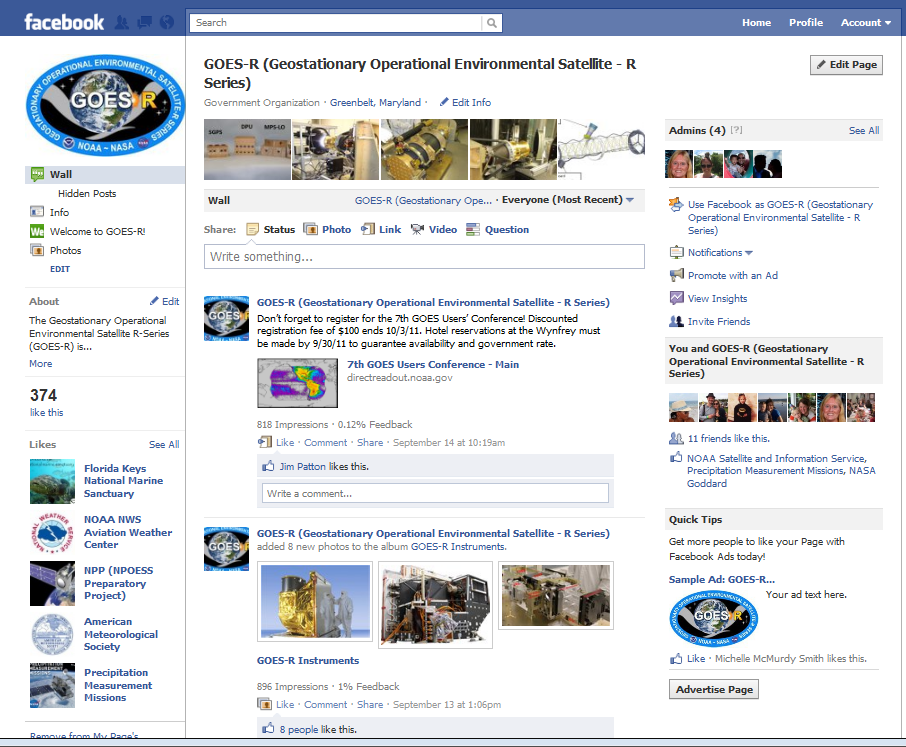 facebook
Search
Home Profile Account
GEOSTATIONARY OPERATIONAL ENVIRONMENTAL SATELLITE-R SERIES
GOES R
NOAA ~ NASA
Wall
Hidden Posts
Info
We Welcome to GOES-R!
Photos
EDIT
About
Edit
The Geostationary Operational
Environmental Satellite R-Series
(GOES-R) is...
More
374
like this
Likes
See All
Florida Keys
National Marine
Sanctuary
NOAA NWS
Aviation Weather
Center
NPP (NPOESS
Preparatory
Project)
American
Meteorological
Society
Precipitation
Measurement
Missions
Remove from My Page's
GOES-R (Geostationary Operational Environmental Satellite - R
Series)
Government Organization · Greenbelt, Maryland · Edit Info
Edit Page
SGPS DPU MPS-LO
Wall
GOES-R (Geostationary Ope... · Everyone (Most Recent)
Share: Status Photo Link Video Question
Write something...
GOES-R (Geostationary Operational Environmental Satellite - R Series)
Don't forget to register for the 7th GOES Users' Conference! Discounted
registration fee of $100 ends 10/3/11. Hotel reservations at the Wynfrey must
be made by 9/30/11 to guarantee availability and government rate.
7th GOES Users Conference - Main
directreadout.noaa.gov
818 Impressions · 0.12% Feedback
Like · Comment · Share · September 14 at 10:19am
Jim Patton likes this.
Write a comment...
GOES-R (Geostationary Operational Environmental Satellite - R Series)
added 8 new photos to the album GOES-R Instruments.
GOES-R Instruments
896 Impressions · 1% Feedback
Like · Comment · Share · September 13 at 1:06pm
8 people like this.
Admins (4) [?]
See All
Use Facebook as GOES-R (Geostationary
Operational Environmental Satellite - R
Series)
Notifications
Promote with an Ad
View Insights
Invite Friends
You and GOES-R (Geostationary
Operational Environmental Satellite - R
Series)
11 friends like this.
NOAA Satellite and Information Service,
Precipitation Measurement Missions, NASA
Goddard
Quick Tips
Get more people to like your Page with
Facebook Ads today!
Sample Ad: GOES-R...
Your ad text here.
GOES R
Like · Michelle McMurdy Smith likes this.
Advertise Page